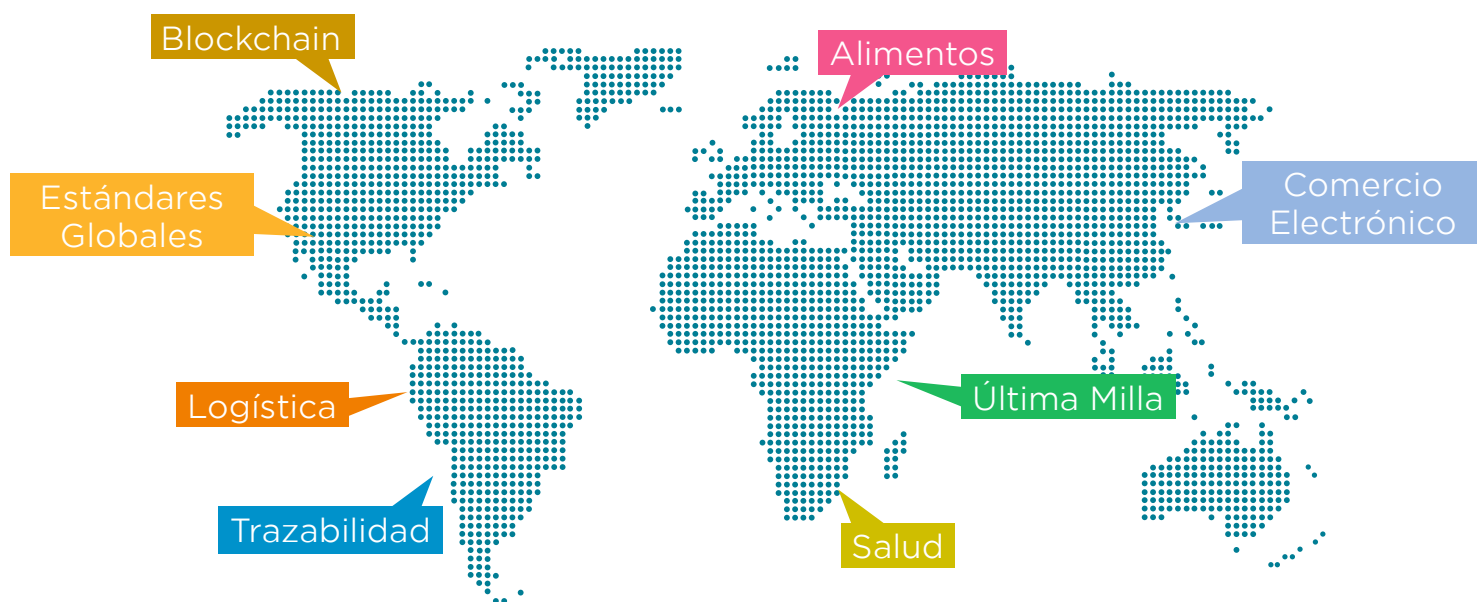 Blockchain
Alimentos
Estándares
Globales
Comercio
Electrónico
Logística
Última Milla
Trazabilidad
Salud